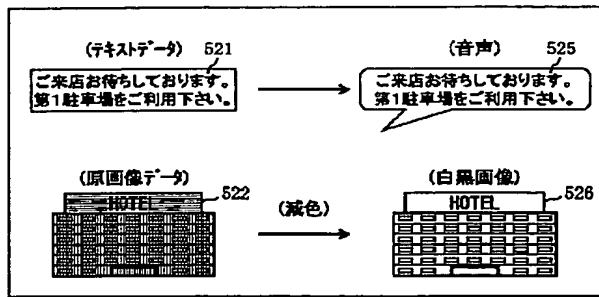 (テキストデータ) 521
ご来店お待ちしております。
第1駐車場をご利用下さい。
(音声) 525
ご来店お待ちしております。
第1駐車場をご利用下さい。
(原画像データ) 522
HOTEL
(減色)
(白黒画像) 526
HOTEL